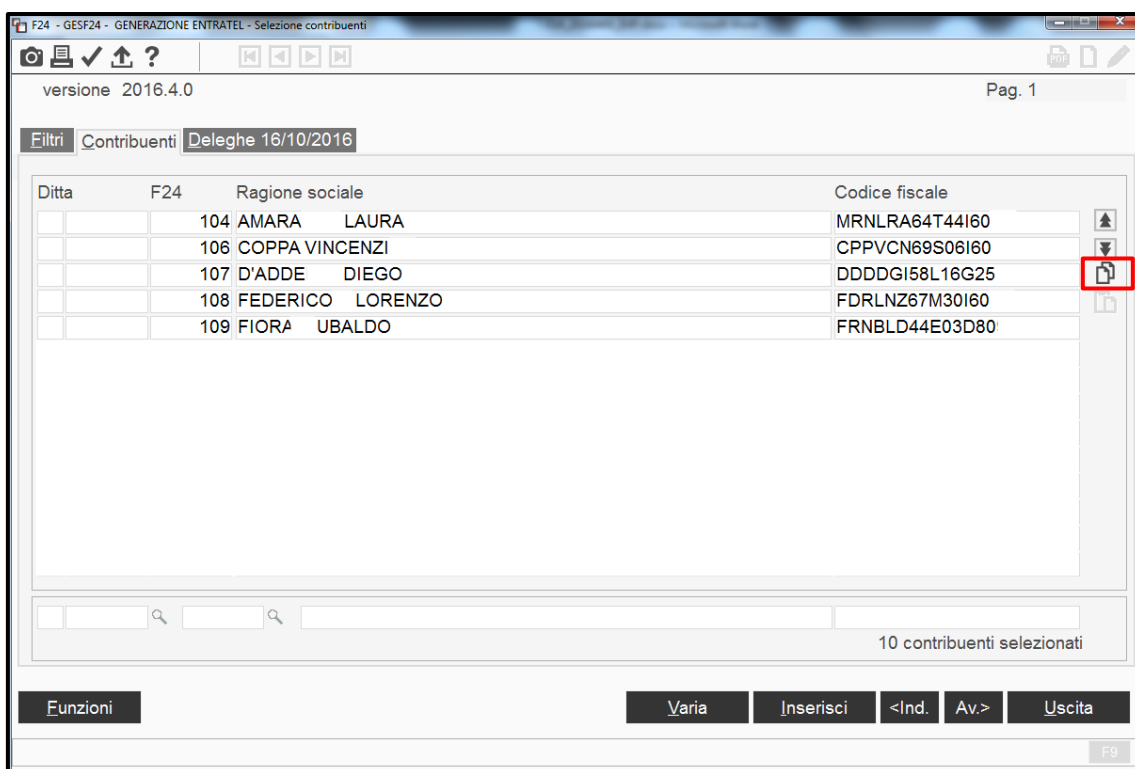 F24 - GESF24 - GENERAZIONE ENTRATEL - Selezione contribuenti
?
PDF
versione 2016.4.0 Pag. 1
Filtri Contribuenti Deleghe 16/10/2016
Ditta F24 Ragione sociale Codice fiscale
104 AMARA LAURA MRNLRA64T44I60
106 COPPA VINCENZI CPPVCN69S06I60
107 D'ADDE DIEGO DDDDGI58L16G25
108 FEDERICO LORENZO FDRLNZ67M30I60
109 FIORA UBALDO FRNBLD44E03D80
10 contribuenti selezionati
Funzioni Varia Inserisci <Ind. Av.> Uscita
F9